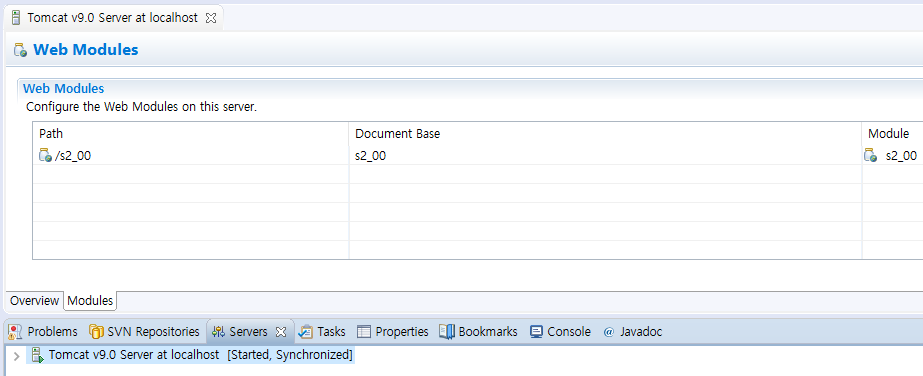 Tomcat v9.0 Server at localhost
Web Modules
Web Modules
Configure the Web Modules on this server.
Path Document Base Module
/s2_00 s2_00 s2_00
Overview Modules
Problems SVN Repositories Servers Tasks Properties Bookmarks Console @ Javadoc
Tomcat v9.0 Server at localhost [Started, Synchronized]